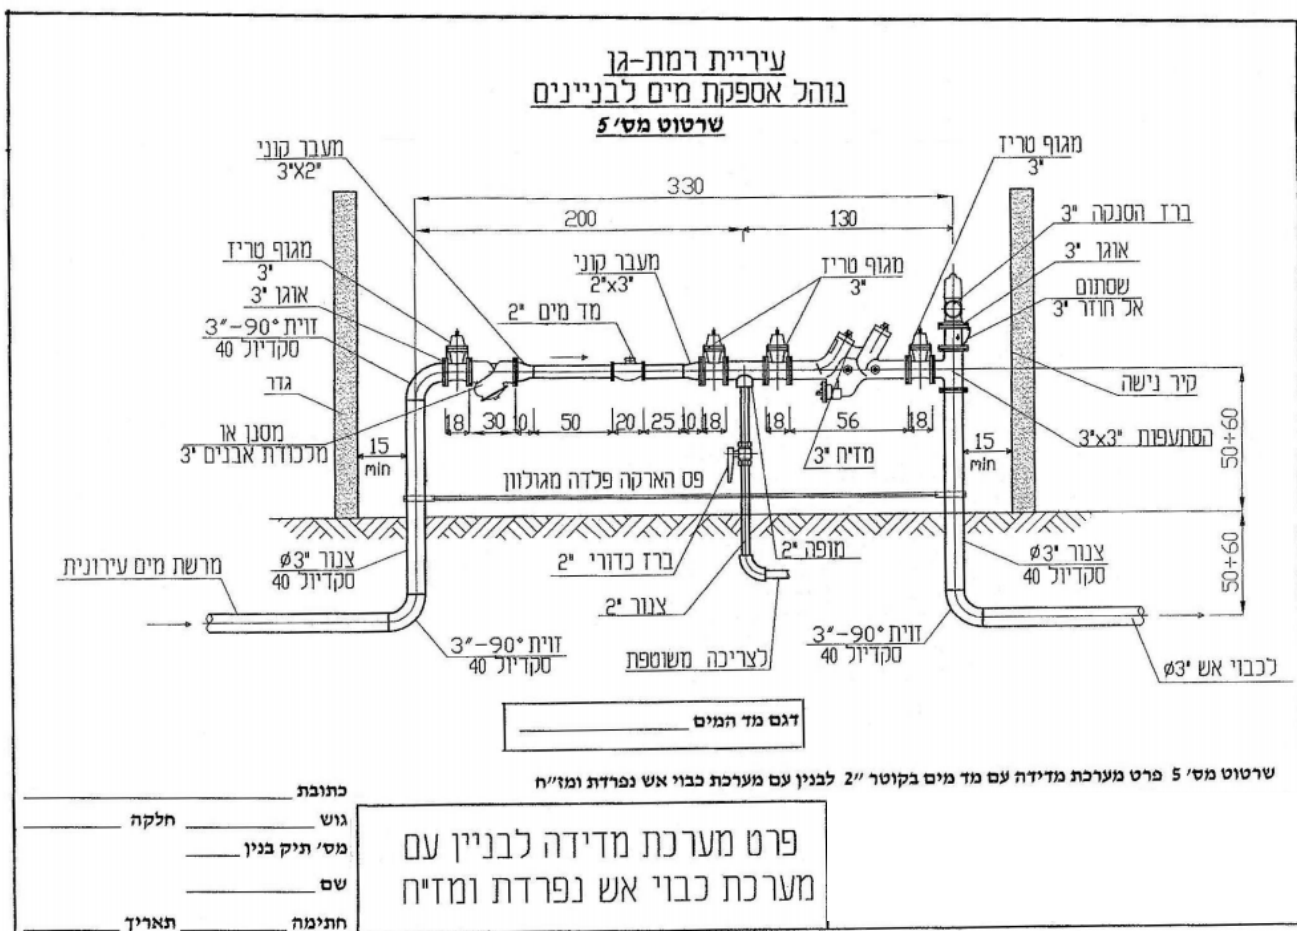 עיריית רמת-גן
נוהל אספקת מים לבניינים
שרטוט מס' 5
מעבר קוני
3"X2"
מגוף טריז
3"
330
200
130
ברז הסנקה 3"
אוגן 3"
שסתום
אל חוזר 3"
מגוף טריז
3"
אוגן 3"
זוית 90°-3"
סקדיול 40
מעבר קוני
2"x3"
מד מים 2"
מגוף טריז
3"
גדר
קיר נישה
18
30
10
50
20
25
10
18
18
56
18
מסנן או
מלכודת אבנים 3"
15
min
מז"ח 3"
הסתעפות 3"x3"
15
min
50÷60
פס הארקה פלדה מגולוון
מרשת מים עירונית
צנור 3"ø
סקדיול 40
ברז כדורי 2"
מופה 2"
צנור 3"ø
סקדיול 40
50÷60
צנור 2"
זוית 90°-3"
סקדיול 40
לצריכה משוטפת
זוית 90°-3"
סקדיול 40
לכבוי אש 3"ø
דגם מד המים
שרטוט מס' 5 פרט מערכת מדידה עם מד מים בקוטר "2 לבנין עם מערכת כבוי אש נפרדת ומז"ח
כתובת
גוש חלקה
מס' תיק בנין
שם
חתימה תאריך
פרט מערכת מדידה לבניין עם
מערכת כבוי אש נפרדת ומז"ח